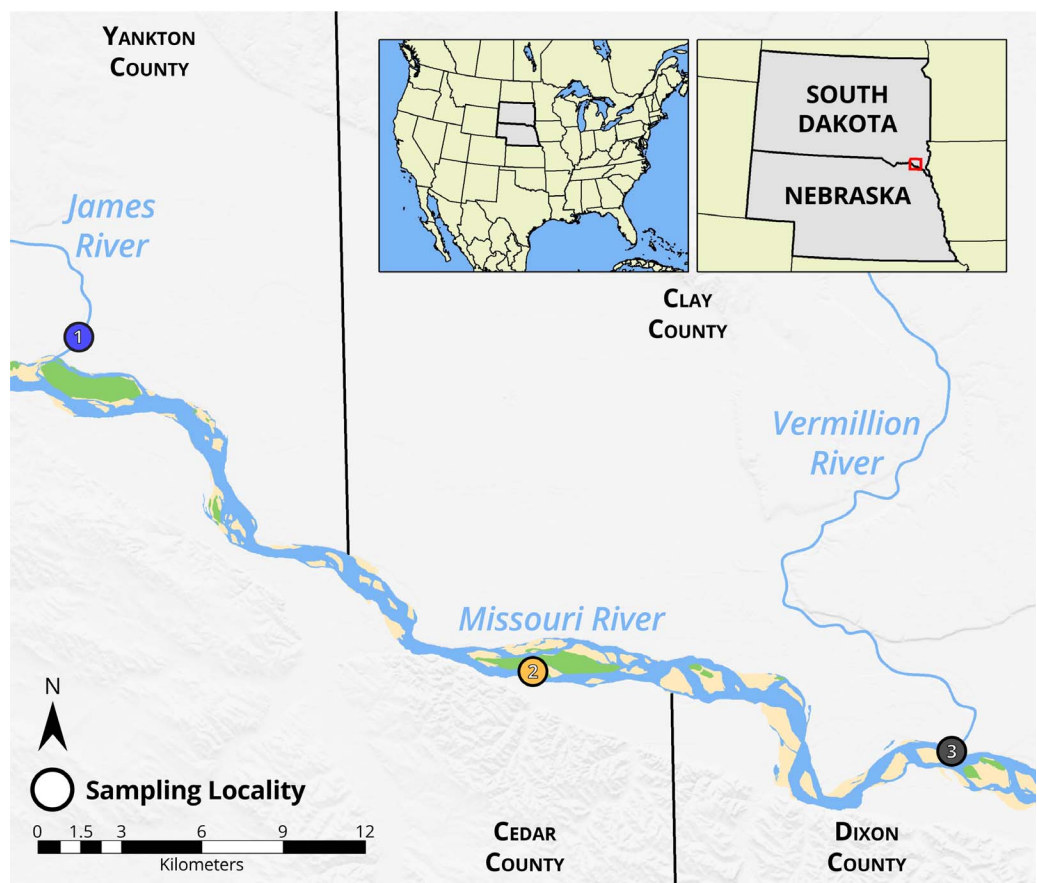 YANKTON
COUNTY
SOUTH
DAKOTA
NEBRASKA
James
River
CLAY
COUNTY
1
Vermillion
River
Missouri River
2
N
3
Sampling Locality
0 1.5 3 6 9 12
Kilometers
CEDAR
COUNTY
DIXON
COUNTY